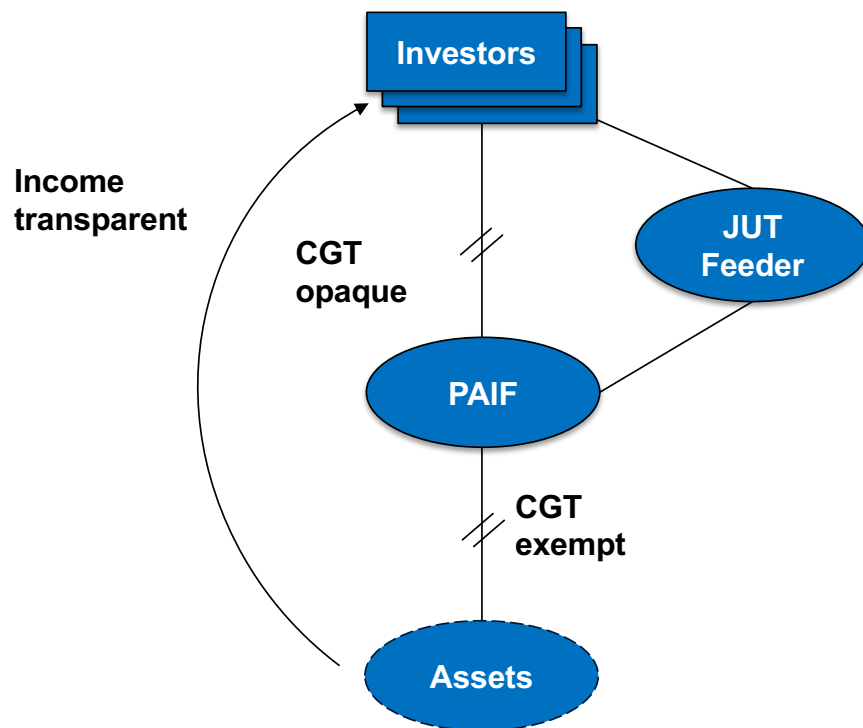 Investors
Income
transparent
JUT
Feeder
CGT
opaque
PAIF
CGT
exempt
Assets